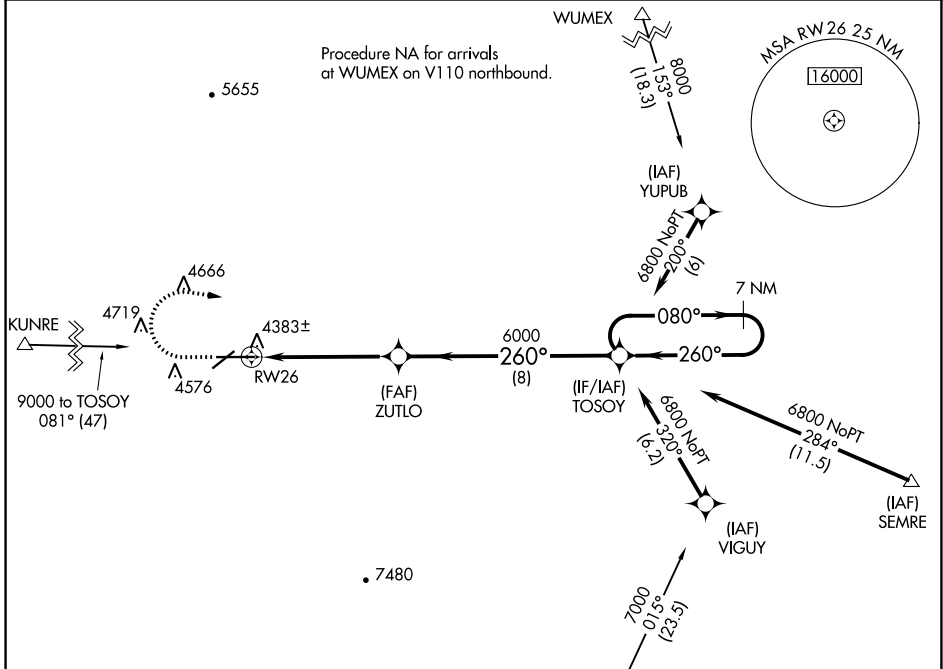 WUMEX
MSA RW26 25 NM
Procedure NA for arrivals
at WUMEX on V110 northbound.
16000
8000
153°
(18.3)
5655
(IAF)
YUPUB
6800 NoPT
200°
(6)
4666
7 NM
4719
080°
KUNRE
4383±
6000
260°
(8)
260°
RW26
4576
(FAF)
ZUTLO
(IF/IAF)
TOSOY
9000 to TOSOY
081° (47)
6800 NoPT
320°
(6.2)
6800 NoPT
284°
(11.5)
(IAF)
SEMRE
(IAF)
VIGUY
7480
7000
015°
(23.5)